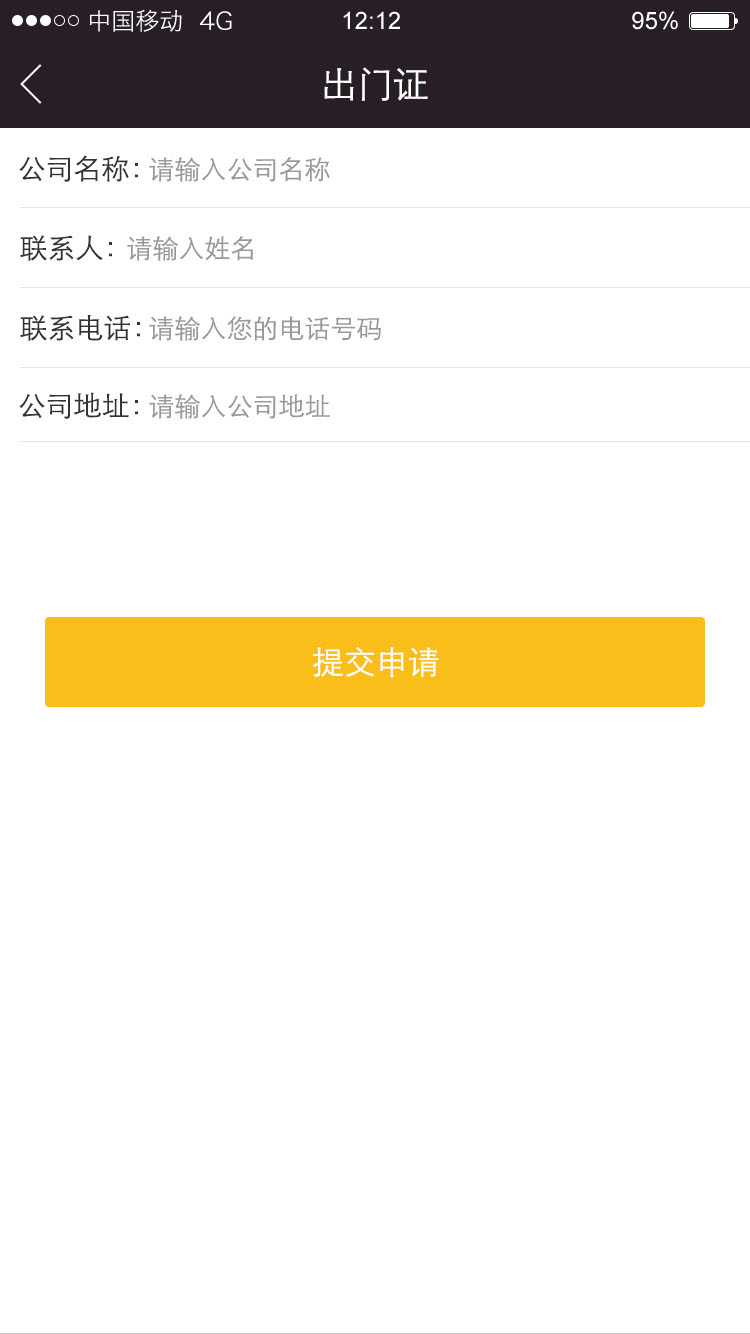 中国移动 4G 12:12 95%
出门证
公司名称: 请输入公司名称
联系人: 请输入姓名
联系电话: 请输入您的电话号码
公司地址: 请输入公司地址
提交申请